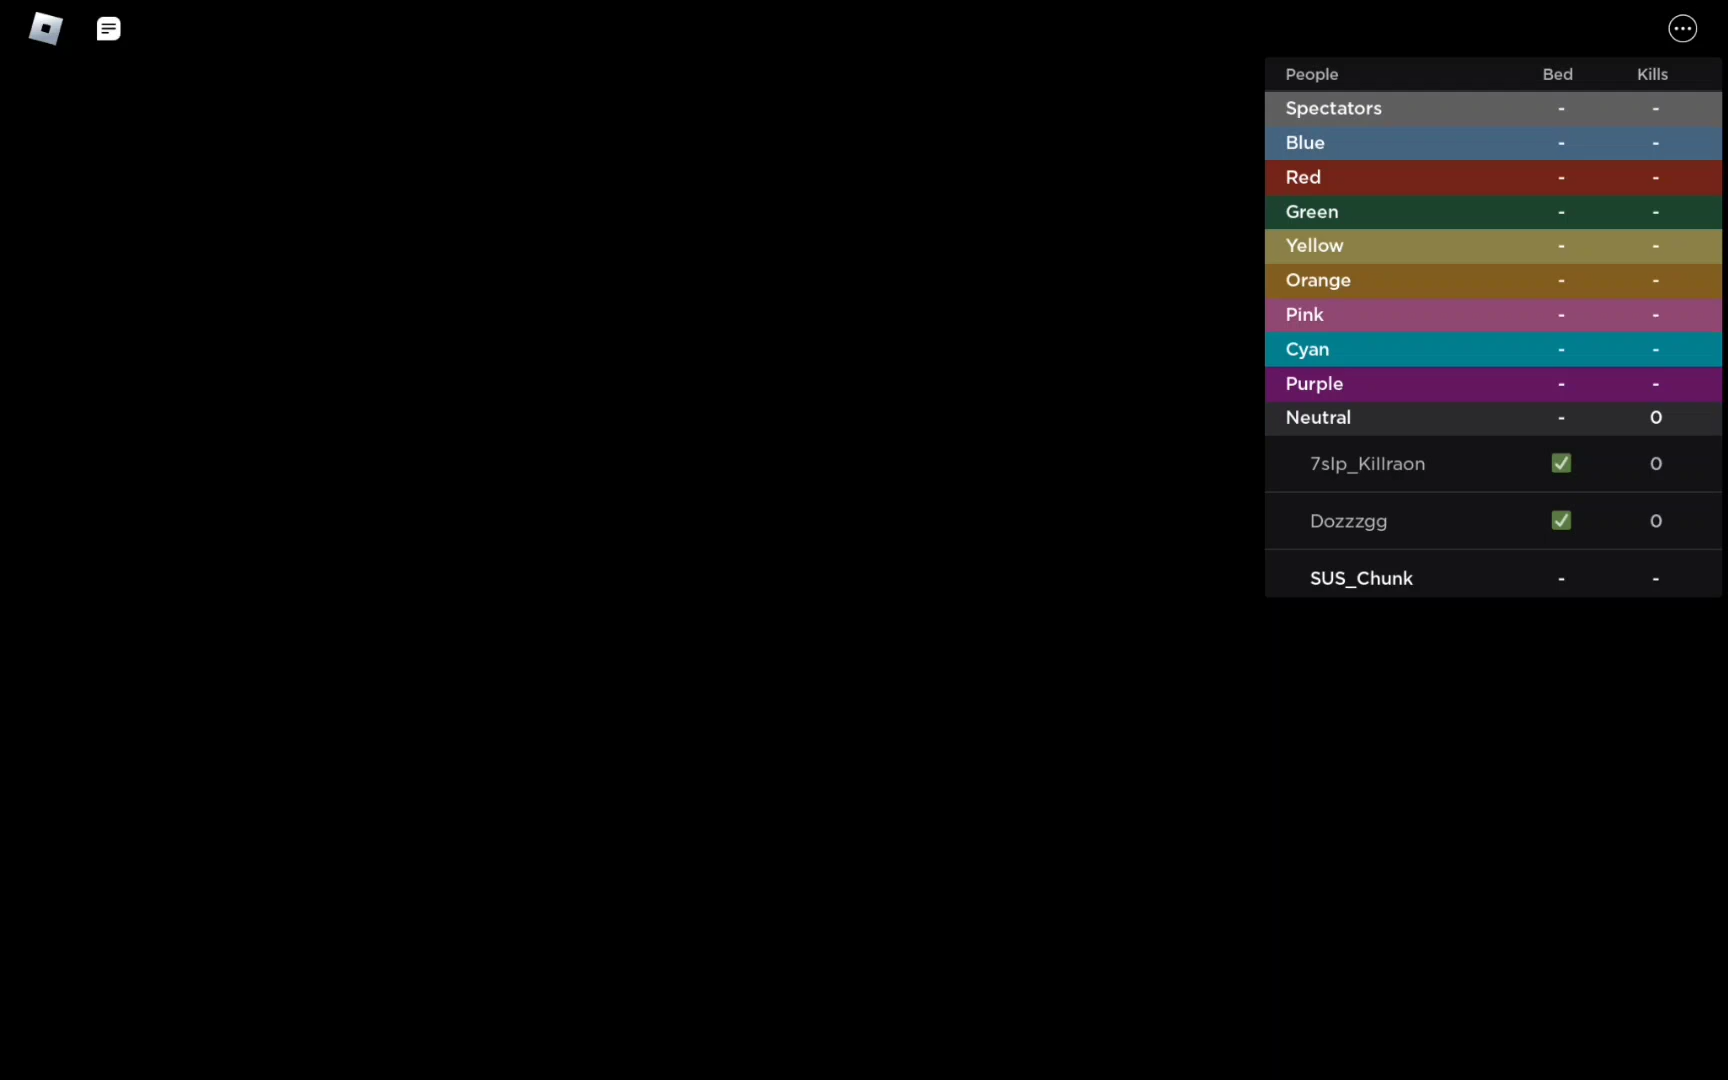 People Bed Kills
Spectators - -
Blue - -
Red - -
Green - -
Yellow - -
Orange - -
Pink - -
Cyan - -
Purple - -
Neutral - 0
7slp_Killraon ✅ 0
Dozzzgg ✅ 0
SUS_Chunk - -